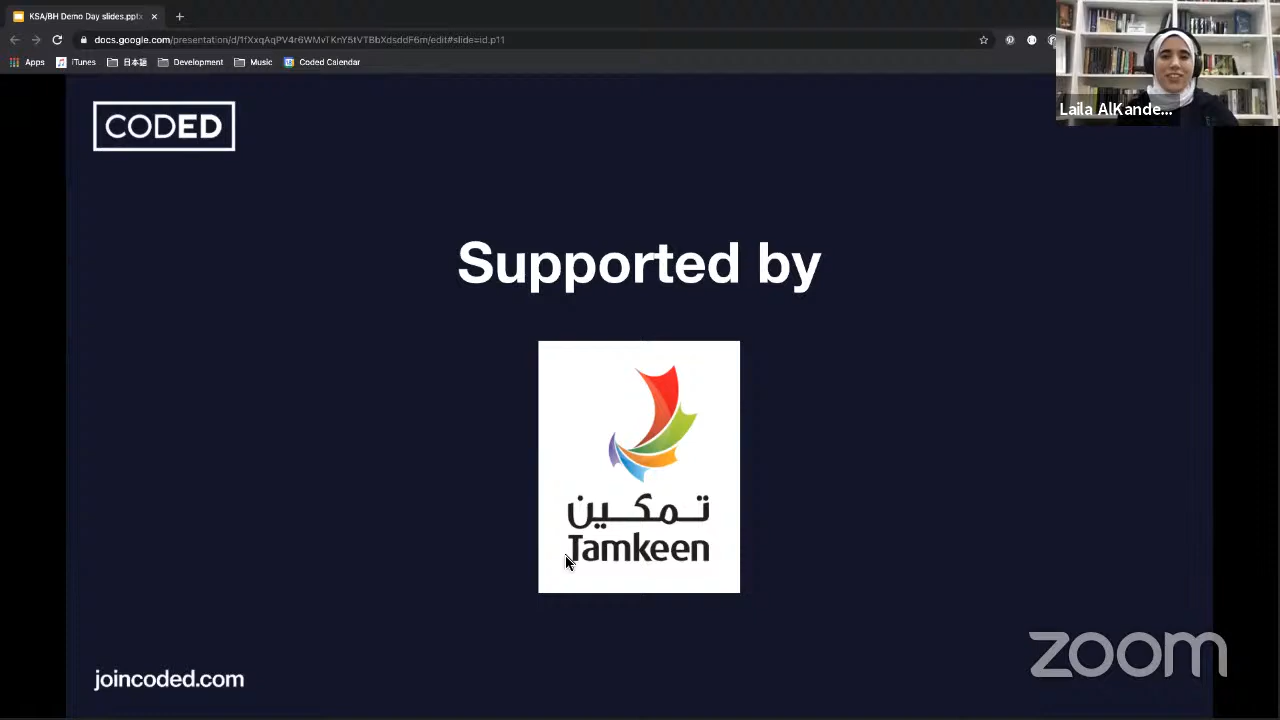 KSA/BH Demo Day slides.pptx
docs.google.com/presentation/d/1fXxqAqPV4r6WMvTKnY5tVTBbXdsddF6m/edit#slide=id.p11
Apps iTunes 日本語 Development Music Coded Calendar
Laila AlKande...
CODED
Supported by
تمكين
Tamkeen
zoom
joincoded.com